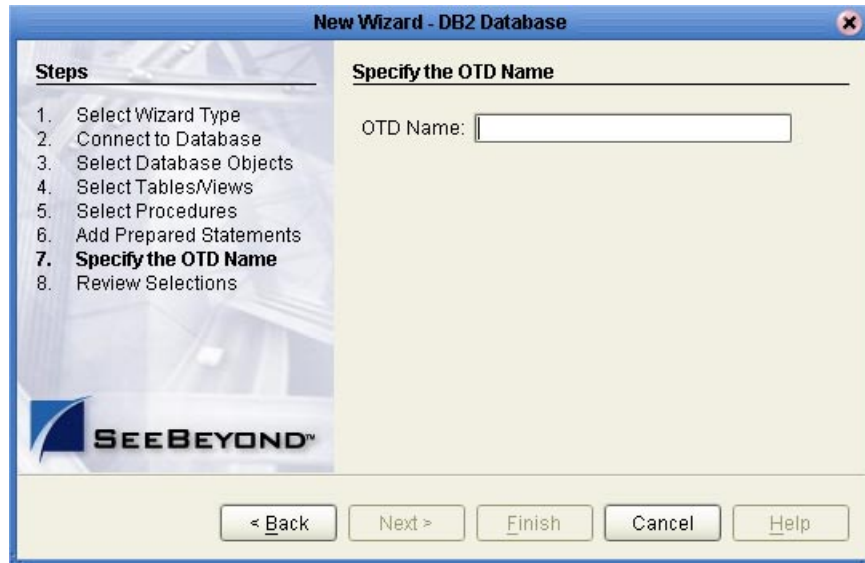 New Wizard - DB2 Database
Steps
1. Select Wizard Type
2. Connect to Database
3. Select Database Objects
4. Select Tables/Views
5. Select Procedures
6. Add Prepared Statements
7. Specify the OTD Name
8. Review Selections
SEEBEYOND™
Specify the OTD Name
OTD Name:
< Back
Next >
Finish
Cancel
Help